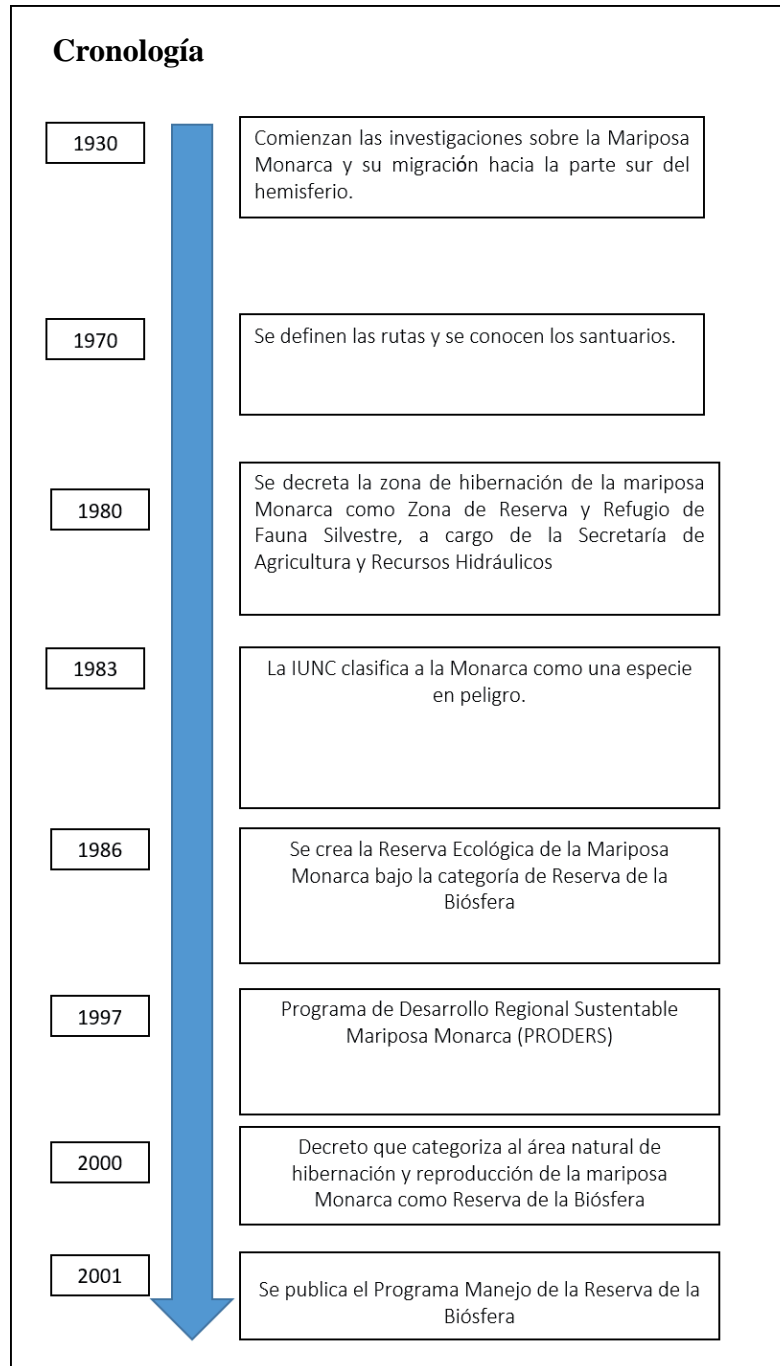 Cronología
1930
Comienzan las investigaciones sobre la Mariposa
Monarca y su migración hacia la parte sur del
hemisferio.
1970
Se definen las rutas y se conocen los santuarios.
1980
Se decreta la zona de hibernación de la mariposa
Monarca como Zona de Reserva y Refugio de
Fauna Silvestre, a cargo de la Secretaría de
Agricultura y Recursos Hidráulicos
1983
La IUNC clasifica a la Monarca como una especie
en peligro.
1986
Se crea la Reserva Ecológica de la Mariposa
Monarca bajo la categoría de Reserva de la
Biósfera
1997
Programa de Desarrollo Regional Sustentable
Mariposa Monarca (PRODERS)
2000
Decreto que categoriza al área natural de
hibernación y reproducción de la mariposa
Monarca como Reserva de la Biósfera
2001
Se publica el Programa Manejo de la Reserva de la
Biósfera